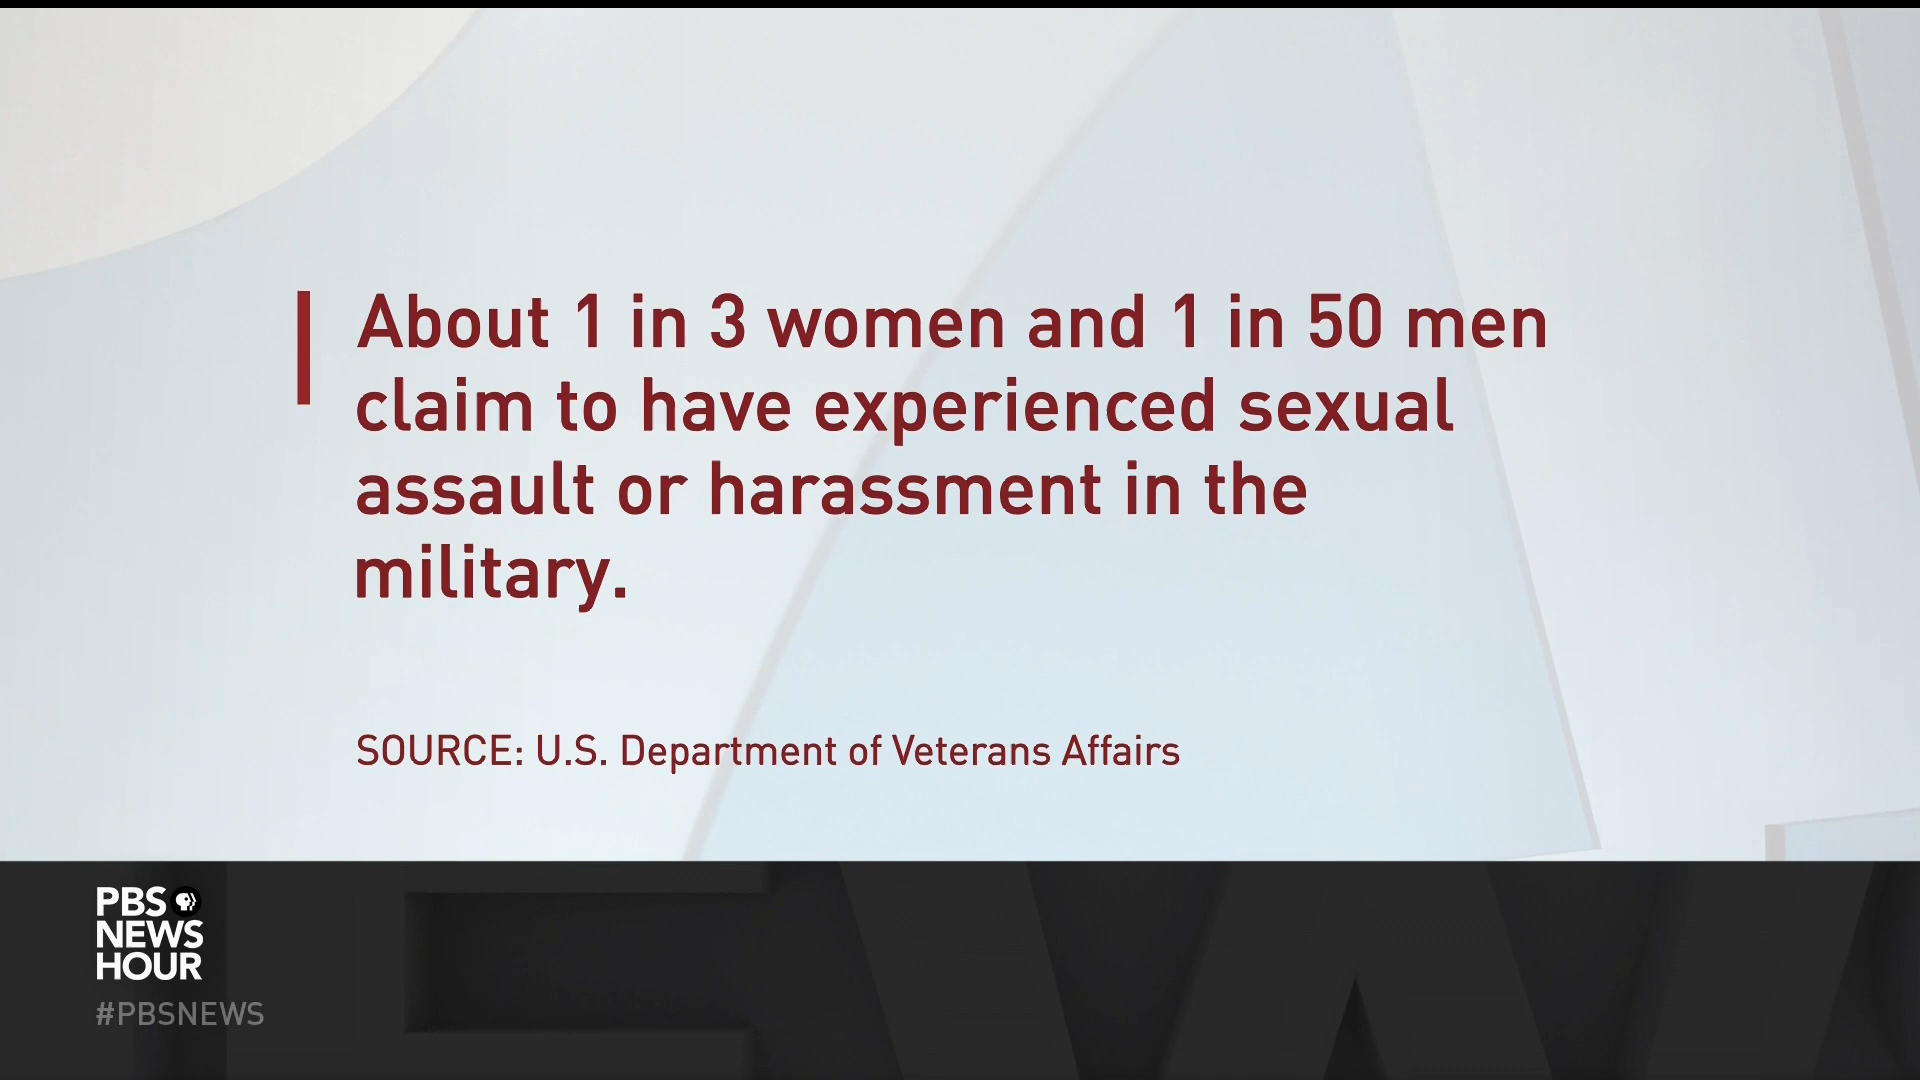 About 1 in 3 women and 1 in 50 men
claim to have experienced sexual
assault or harassment in the
military.
SOURCE: U.S. Department of Veterans Affairs
PBS
NEWS
HOUR
#PBSNEWS